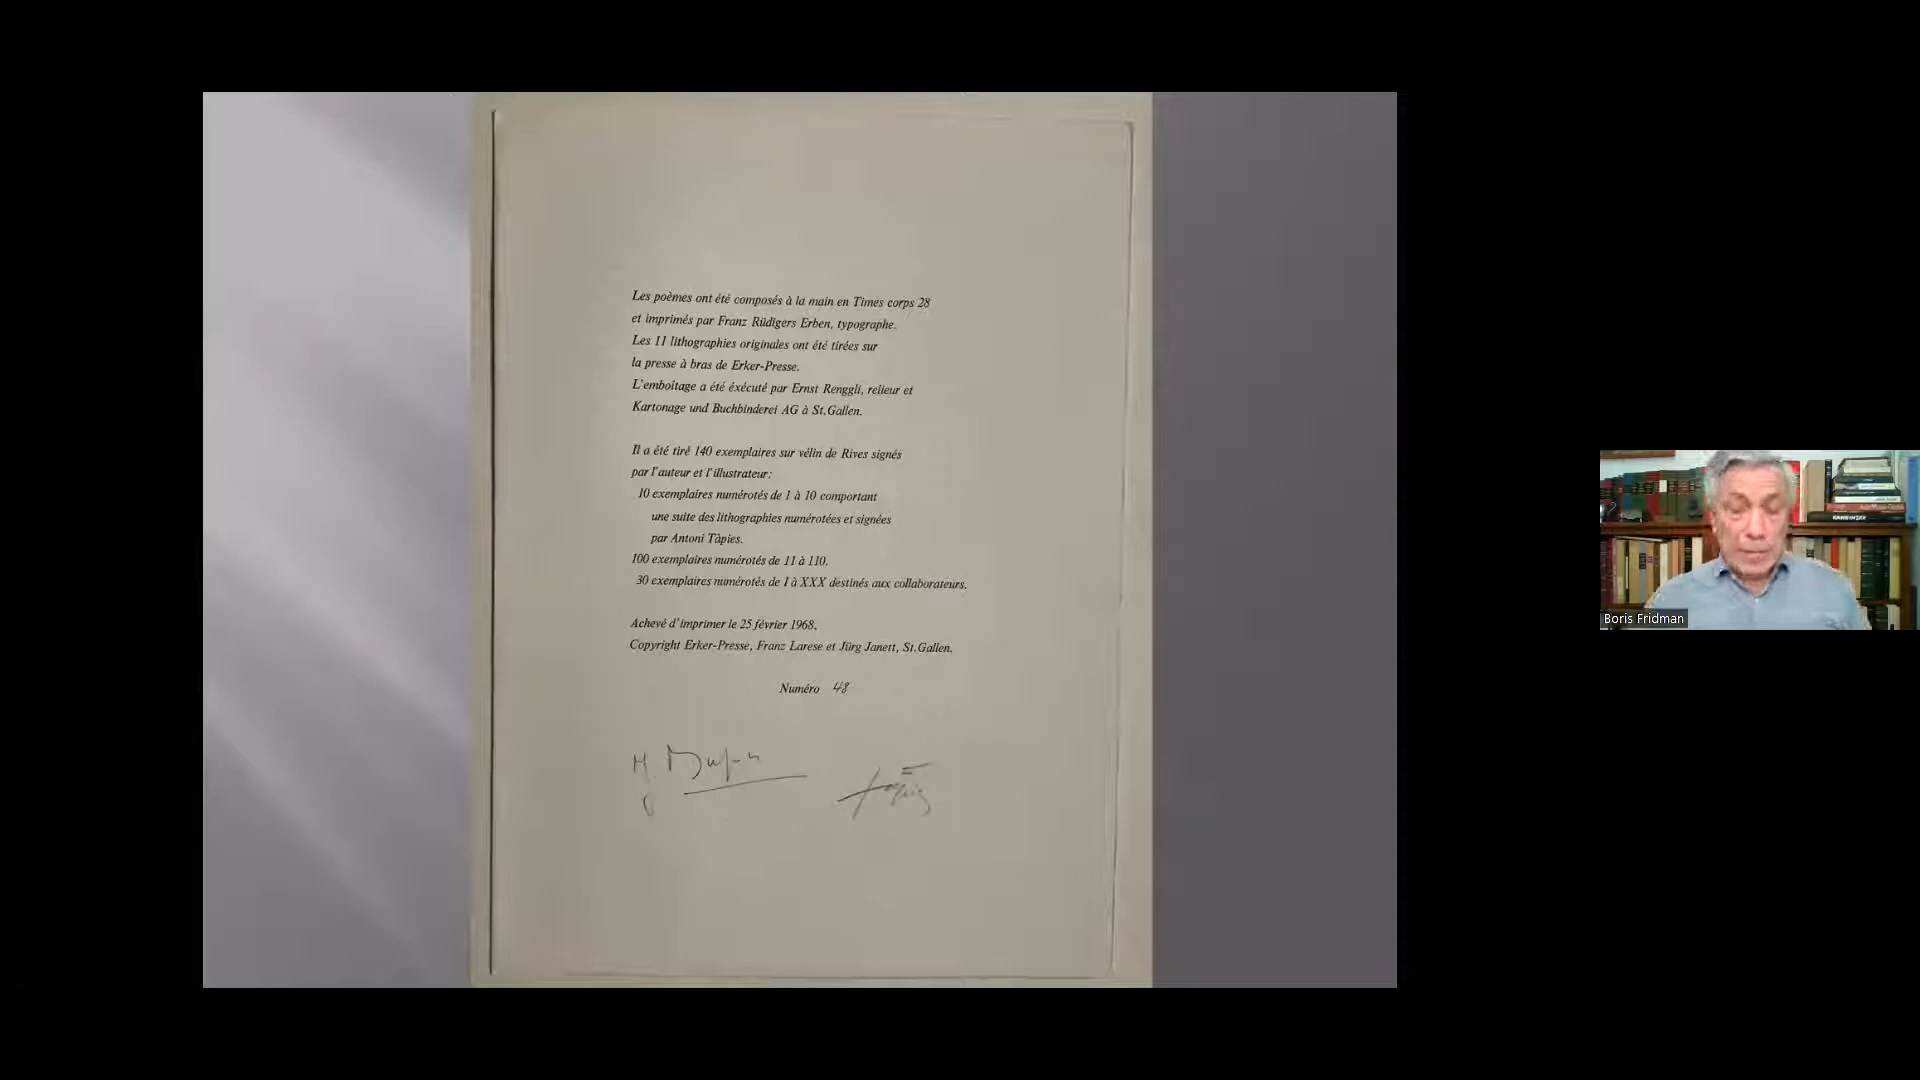 Les poèmes ont été composés à la main en Times corps 28
et imprimés par Franz Rüdigers Erben, typographe.
Les 11 lithographies originales ont été tirées sur
la presse à bras de Erker-Presse.
L'emboîtage a été éxécuté par Ernst Renggli, relieur et
Kartonage und Buchbinderei AG à St.Gallen.
Il a été tiré 140 exemplaires sur vélin de Rives signés
par l'auteur et l'illustrateur:
10 exemplaires numérotés de 1 à 10 comportant
une suite des lithographies numérotées et signées
par Antoni Tàpies.
100 exemplaires numérotés de 11 à 110.
30 exemplaires numérotés de I à XXX destinés aux collaborateurs.
Achevé d'imprimer le 25 février 1968.
Copyright Erker-Presse, Franz Larese et Jürg Janett, St.Gallen.
Numéro 48
Boris Fridman